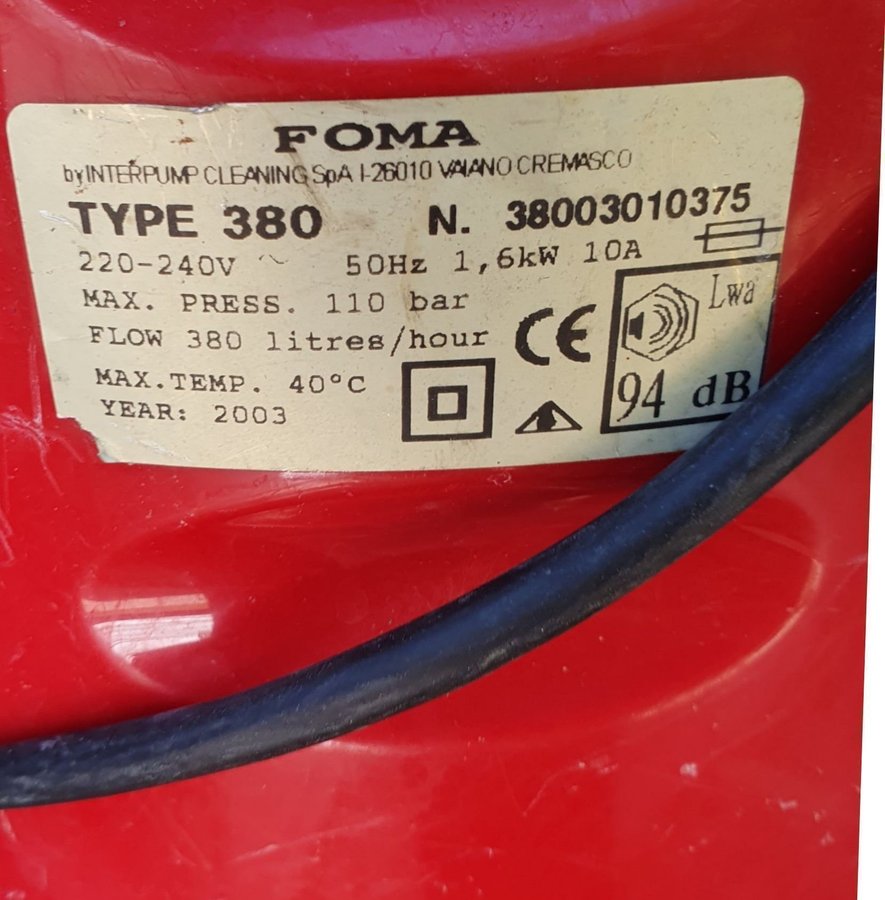 FOMA
by INTERPUMP CLEANING SpA I-26010 VAIANO CREMASCO
TYPE 380 N. 38003010375
220-240V ~ 50Hz 1,6kW 10A
MAX. PRESS. 110 bar
FLOW 380 litres/hour
CE
Lwa
94 dB
MAX.TEMP. 40°C
YEAR: 2003